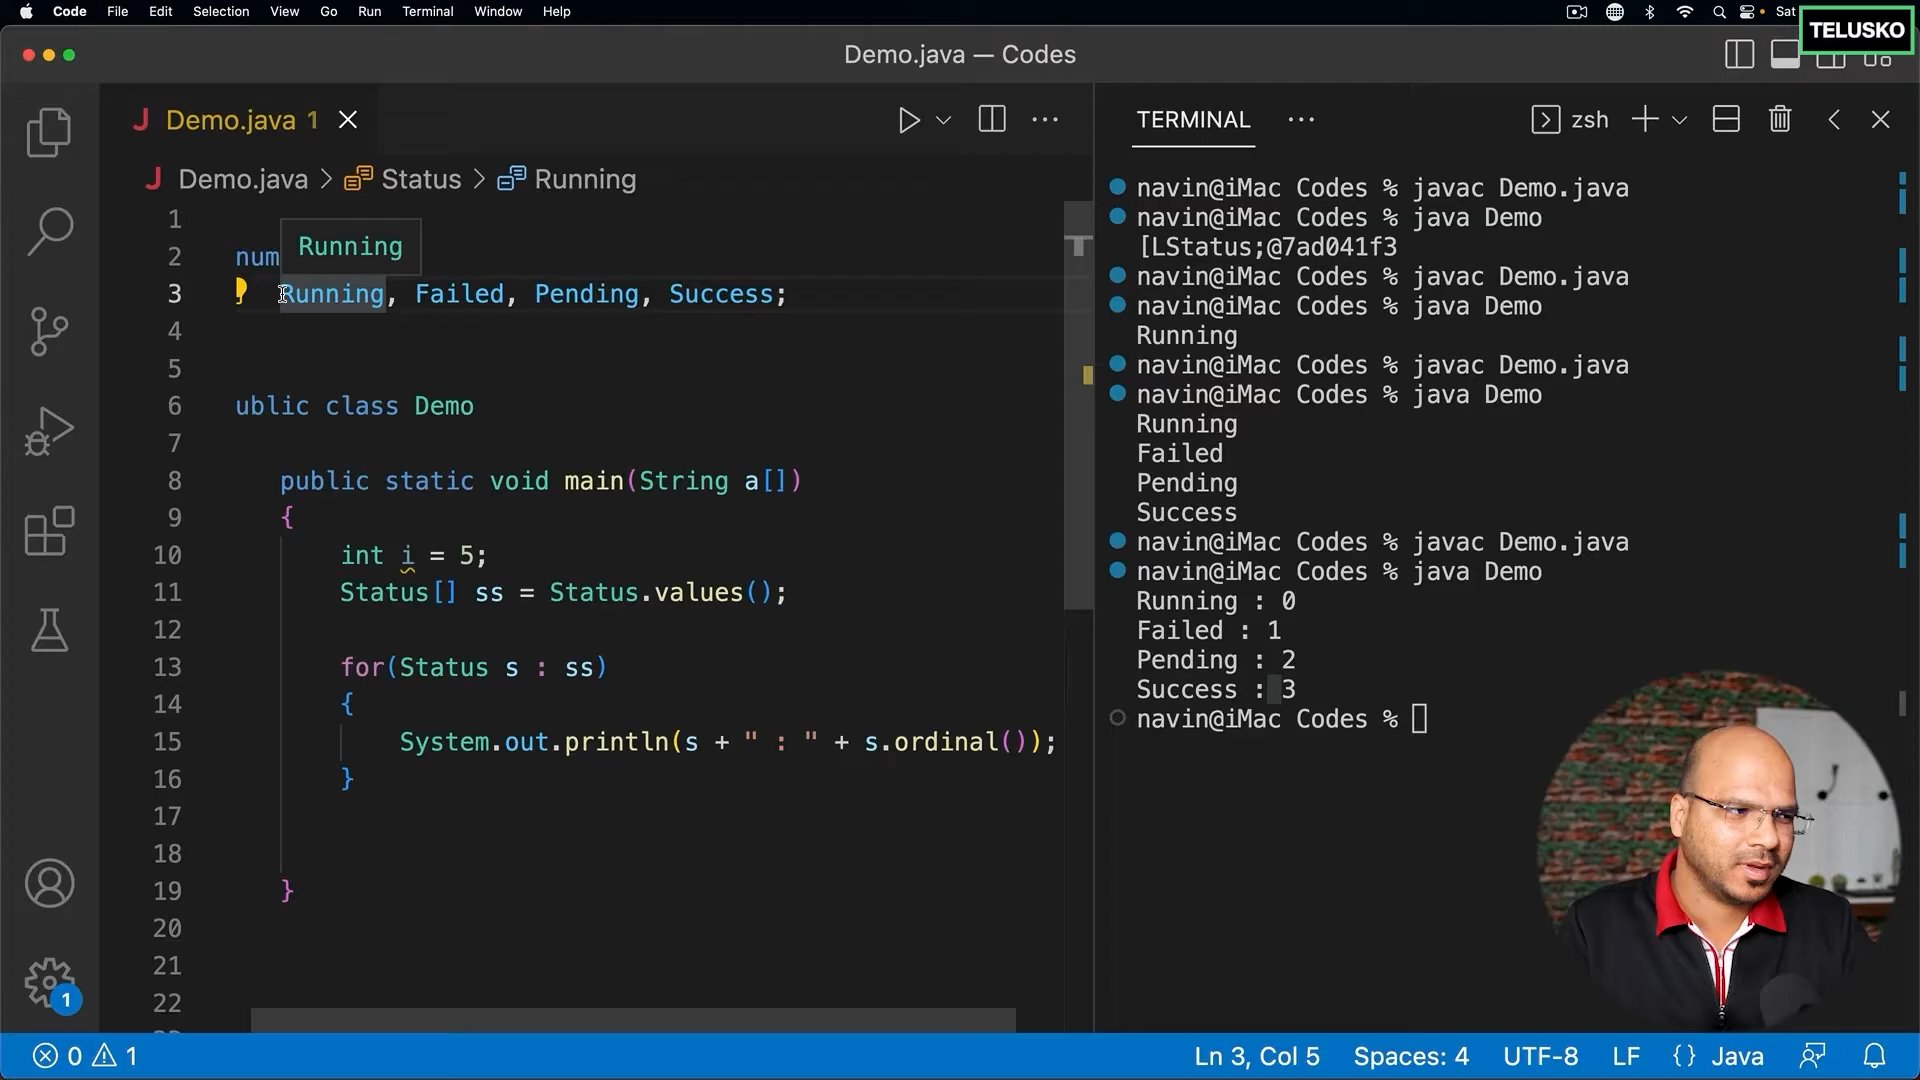 Code File Edit Selection View Go Run Terminal Window Help Sat
TELUSKO
Demo.java — Codes
Demo.java 1
Demo.java > Status > Running
1
Running
2 num
3 Running, Failed, Pending, Success;
4
5
6 ublic class Demo
7
8 public static void main(String a[])
9 {
10 int i = 5;
11 Status[] ss = Status.values();
12
13 for(Status s : ss)
14 {
15 System.out.println(s + " : " + s.ordinal());
16 }
17
18
19 }
20
21
22
TERMINAL ··· zsh
navin@iMac Codes % javac Demo.java
navin@iMac Codes % java Demo
[LStatus;@7ad041f3
navin@iMac Codes % javac Demo.java
navin@iMac Codes % java Demo
Running
navin@iMac Codes % javac Demo.java
navin@iMac Codes % java Demo
Running
Failed
Pending
Success
navin@iMac Codes % javac Demo.java
navin@iMac Codes % java Demo
Running : 0
Failed : 1
Pending : 2
Success : 3
navin@iMac Codes %
1
0 1 Ln 3, Col 5 Spaces: 4 UTF-8 LF {} Java